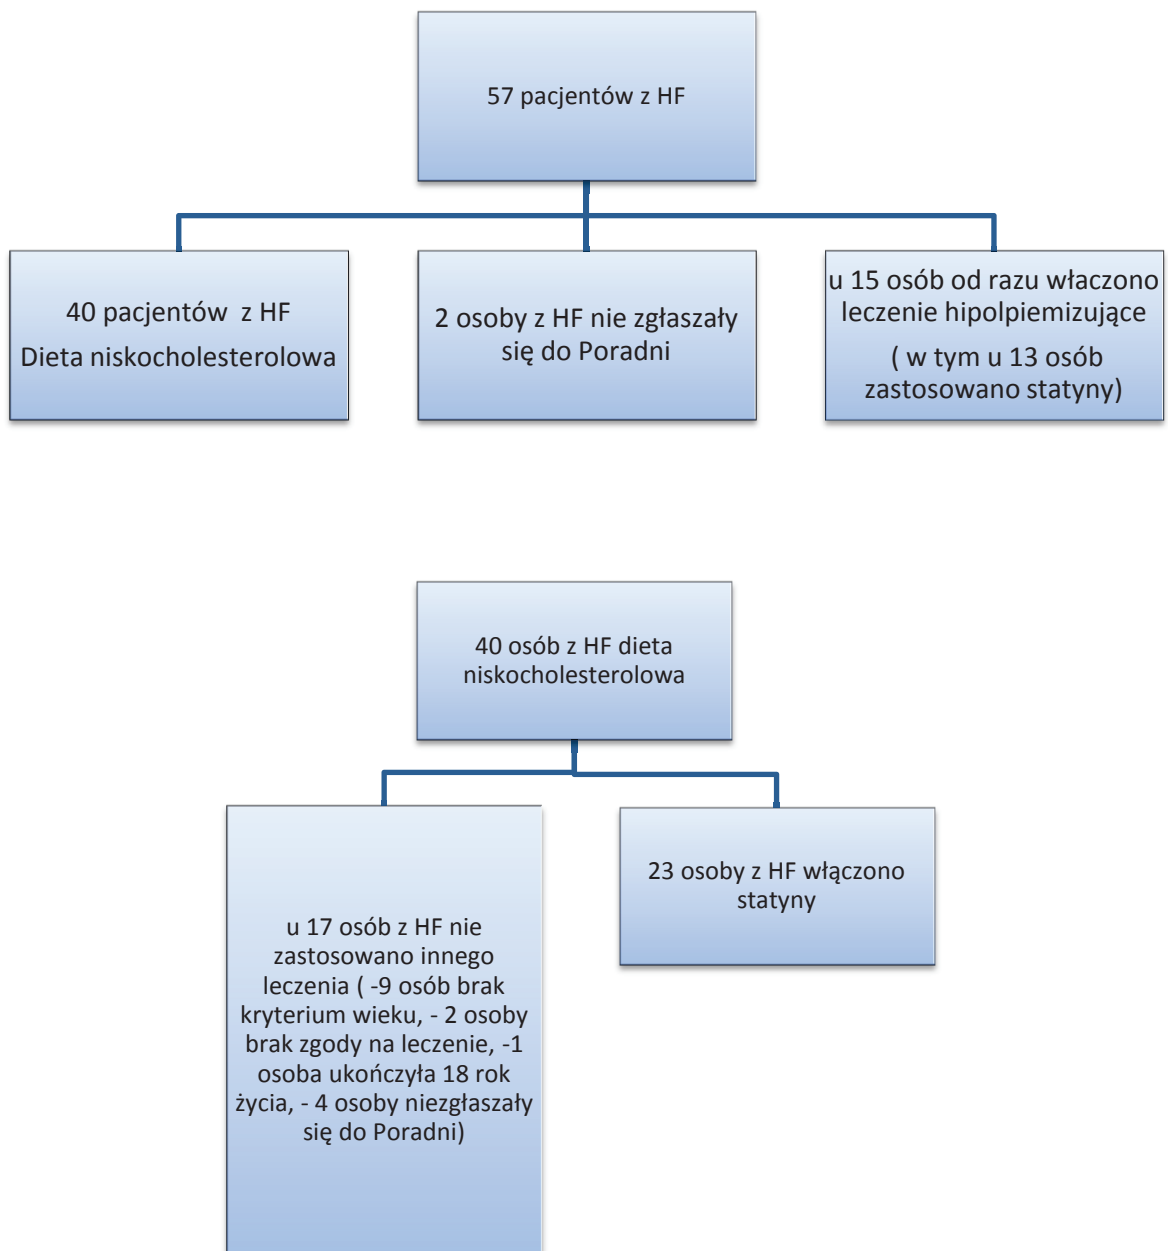 57 pacjentów z HF
40 pacjentów z HF
Dieta niskocholesterolowa
2 osoby z HF nie zgłaszały
się do Poradni
u 15 osób od razu właczono
leczenie hipolpiemizujące
( w tym u 13 osób
zastosowano statyny)
40 osób z HF dieta
niskocholesterolowa
u 17 osób z HF nie
zastosowano innego
leczenia ( -9 osób brak
kryterium wieku, - 2 osoby
brak zgody na leczenie, -1
osoba ukończyła 18 rok
życia, - 4 osoby niezgłaszały
się do Poradni)
23 osoby z HF włączono
statyny